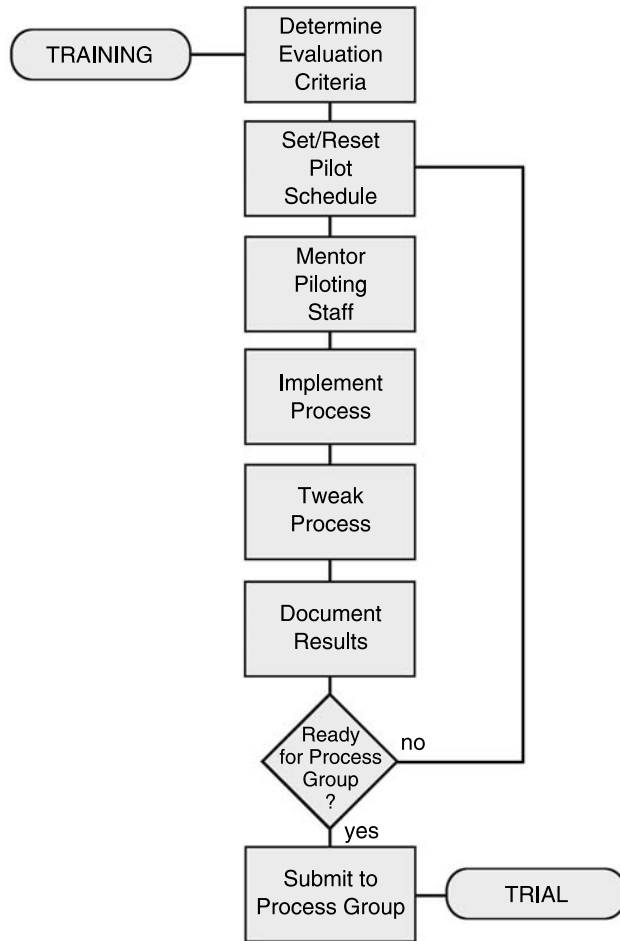 TRAINING
Determine
Evaluation
Criteria
Set/Reset
Pilot
Schedule
Mentor
Piloting
Staff
Implement
Process
Tweak
Process
Document
Results
Ready
for Process
Group
?
no
yes
Submit to
Process Group
TRIAL